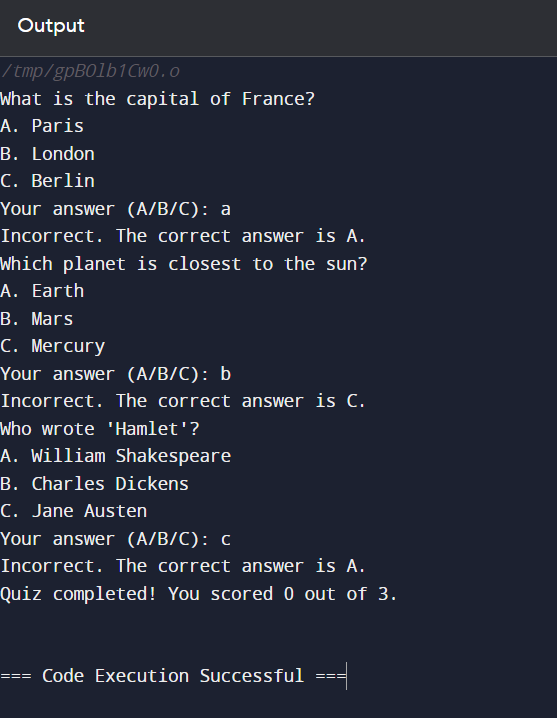 Output
/tmp/gpBOlb1Cw0.o
What is the capital of France?
A. Paris
B. London
C. Berlin
Your answer (A/B/C): a
Incorrect. The correct answer is A.
Which planet is closest to the sun?
A. Earth
B. Mars
C. Mercury
Your answer (A/B/C): b
Incorrect. The correct answer is C.
Who wrote 'Hamlet'?
A. William Shakespeare
B. Charles Dickens
C. Jane Austen
Your answer (A/B/C): c
Incorrect. The correct answer is A.
Quiz completed! You scored 0 out of 3.
=== Code Execution Successful ===